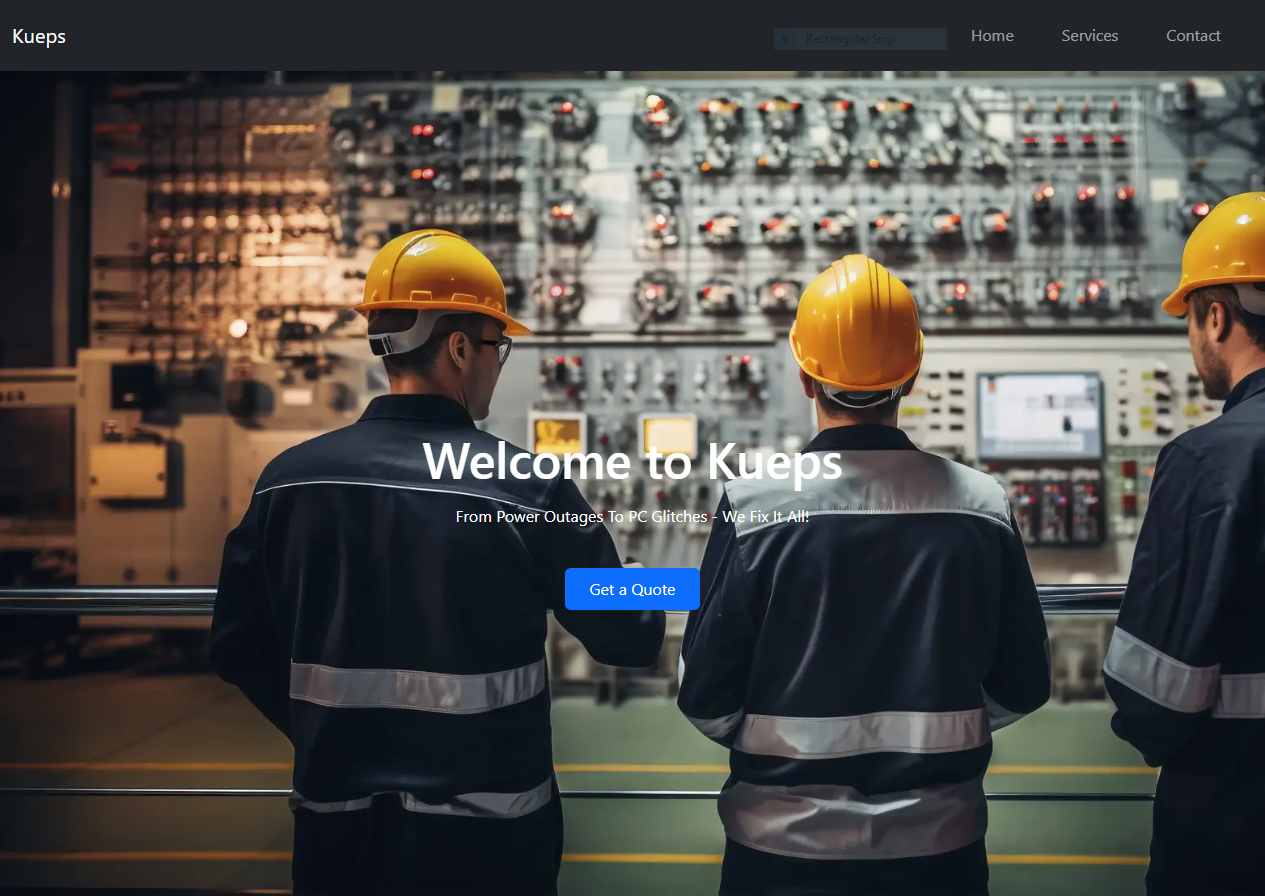 Kueps
Rectangular Snip
Home
Services
Contact
Welcome to Kueps
From Power Outages To PC Glitches - We Fix It All!
Get a Quote